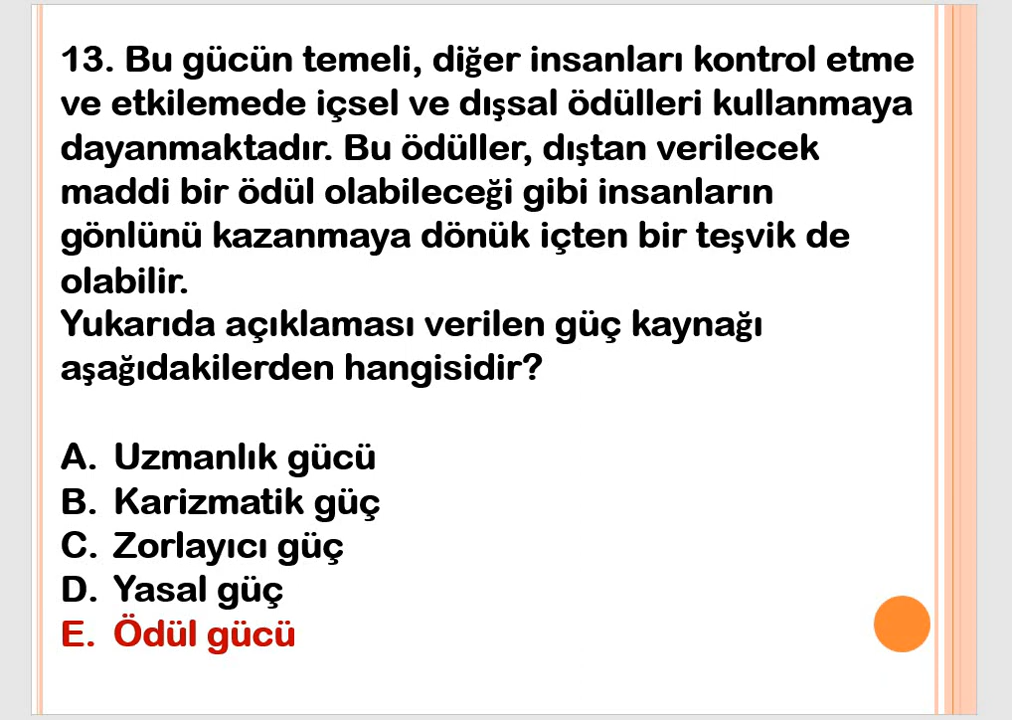 13. Bu gücün temeli, diğer insanları kontrol etme
ve etkilemede içsel ve dışsal ödülleri kullanmaya
dayanmaktadır. Bu ödüller, dıştan verilecek
maddi bir ödül olabileceği gibi insanların
gönlünü kazanmaya dönük içten bir teşvik de
olabilir.
Yukarıda açıklaması verilen güç kaynağı
aşağıdakilerden hangisidir?
A. Uzmanlık gücü
B. Karizmatik güç
C. Zorlayıcı güç
D. Yasal güç
E. Ödül gücü